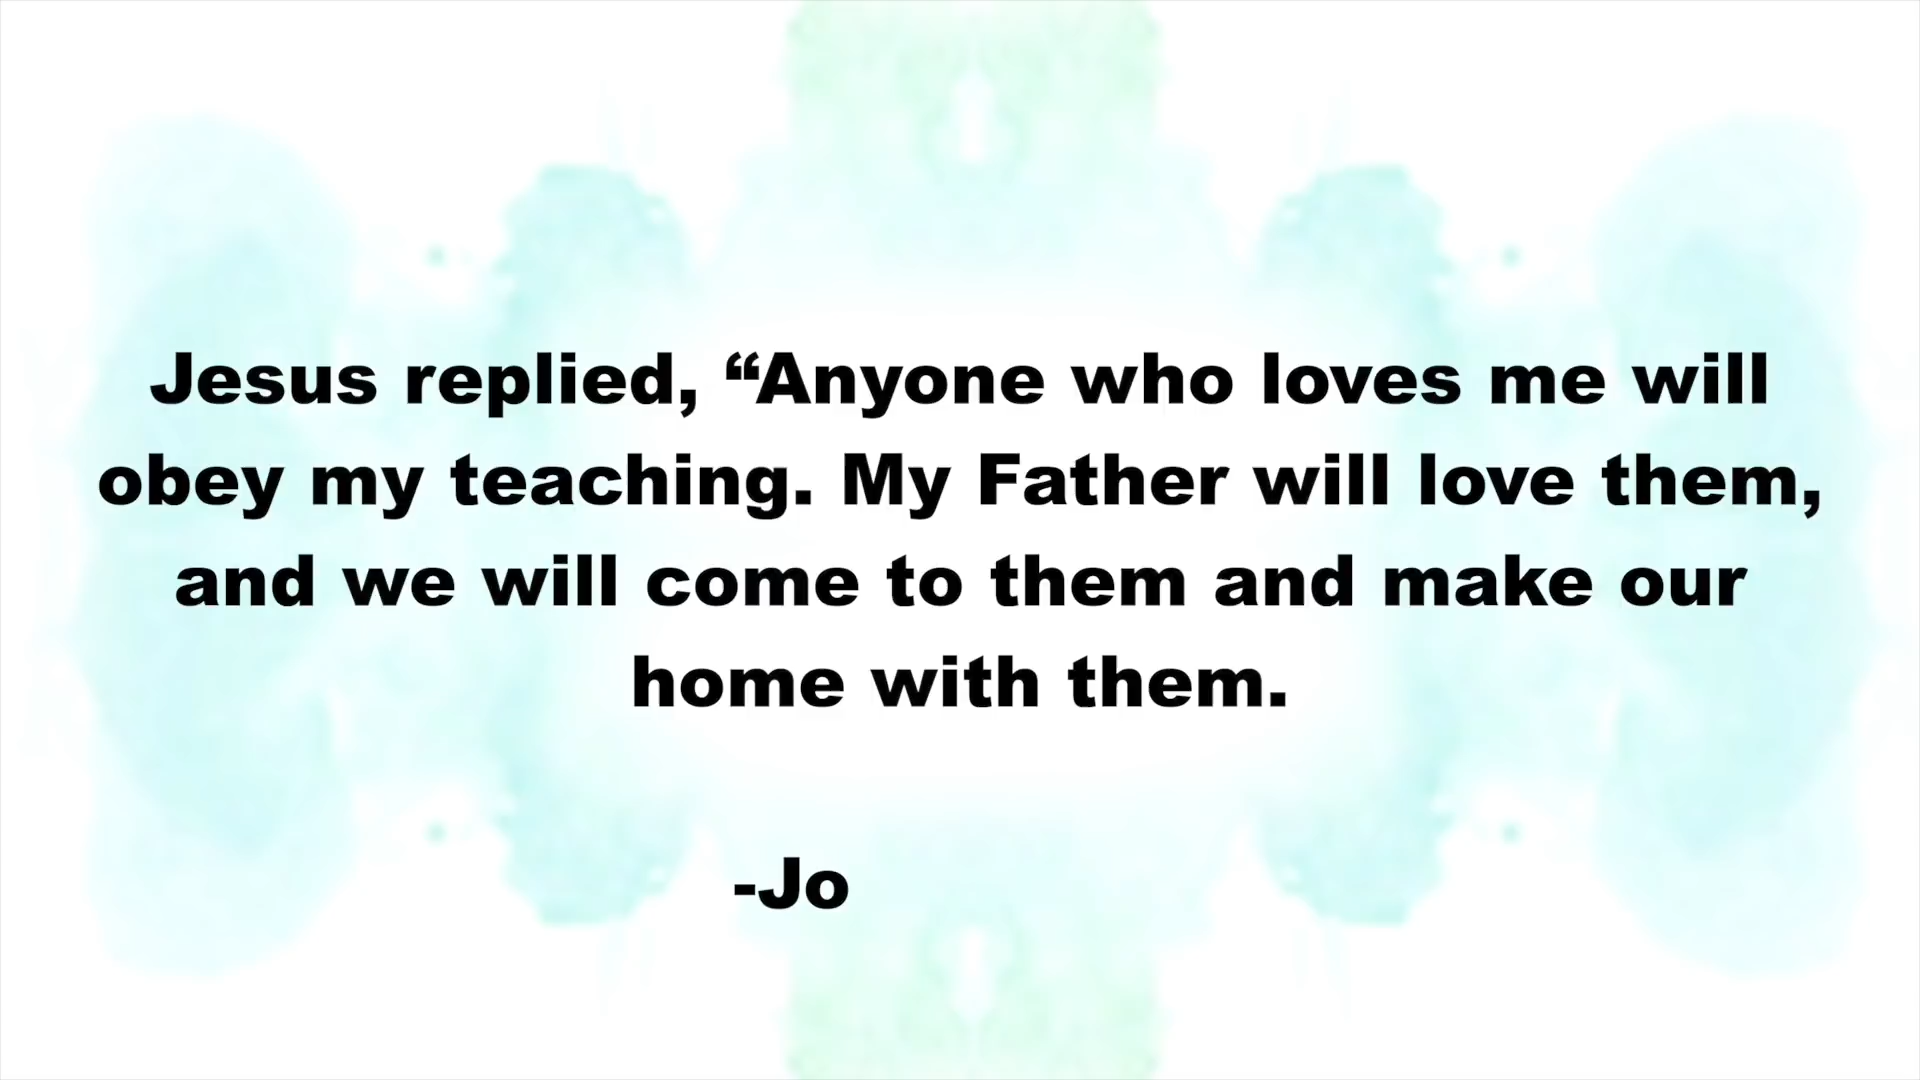 Jesus replied, “Anyone who loves me will
obey my teaching. My Father will love them,
and we will come to them and make our
home with them.
-Jo